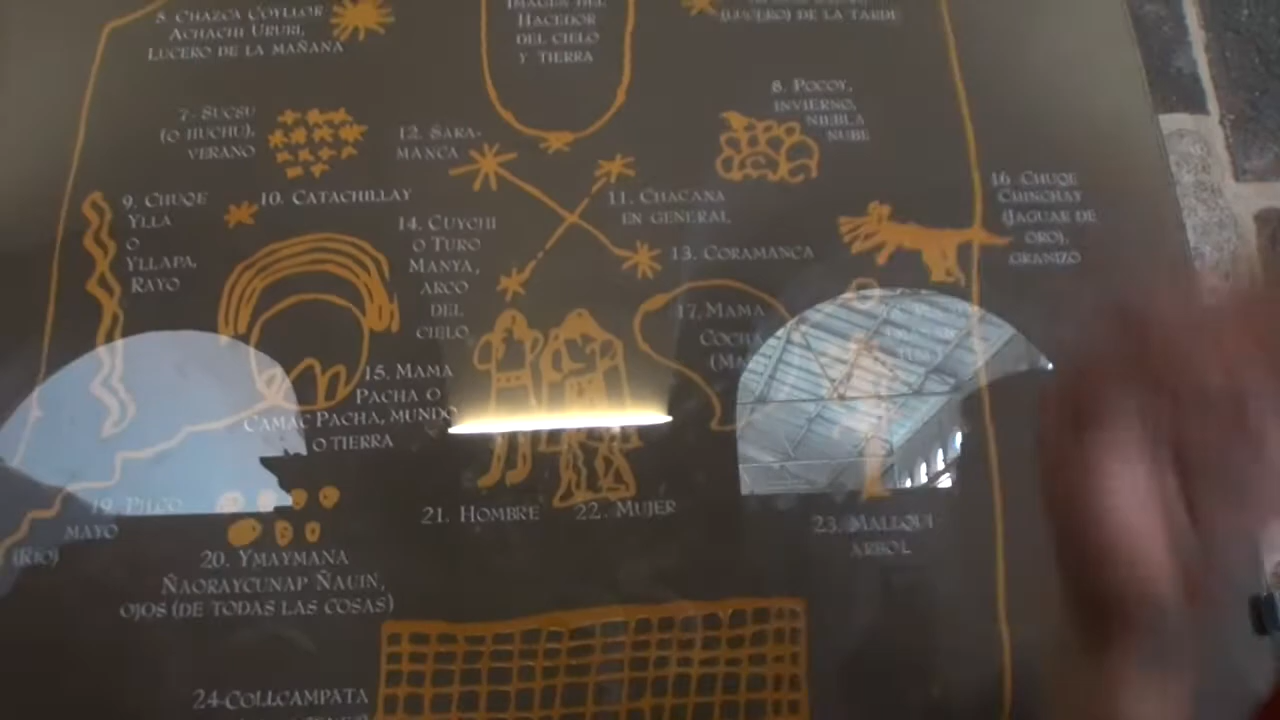 5. Chazca Coyllor
Achachi Ururi,
lucero de la mañana
Imagen del
Hacedor
del cielo
y tierra
(lucero) de la tarde
7. Sucsu
(o Huchu),
verano
12. Sara-
manca
8. Pocoy,
invierno,
niebla
nube
9. Chuqe
Ylla
o
Yllapa,
Rayo
10. Catachillay
11. Chacana
en general
16. Chuqe
Chinchay
(jaguar de
oro),
granizo
14. Cuychi
o Turo
Manya,
arco
del
cielo
13. Coramanca
17. Mama
Cocha
15. Mama
Pacha o
Camac Pacha, mundo
o tierra
19. Pilco
mayo
(río)
21. Hombre
22. Mujer
23. Mallqui
árbol
20. Ymaymana
Ñaoraycunap Ñauin,
ojos (de todas las cosas)
24-Collcampata